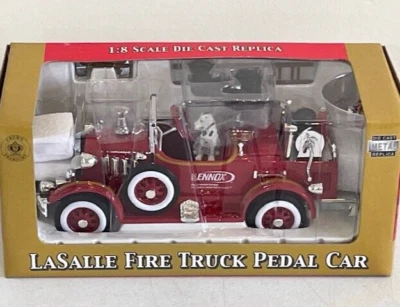 1:8 SCALE DIE CAST REPLICA
DIE CAST
METAL
REPLICA
LENNOX
LASALLE FIRE TRUCK PEDAL CAR